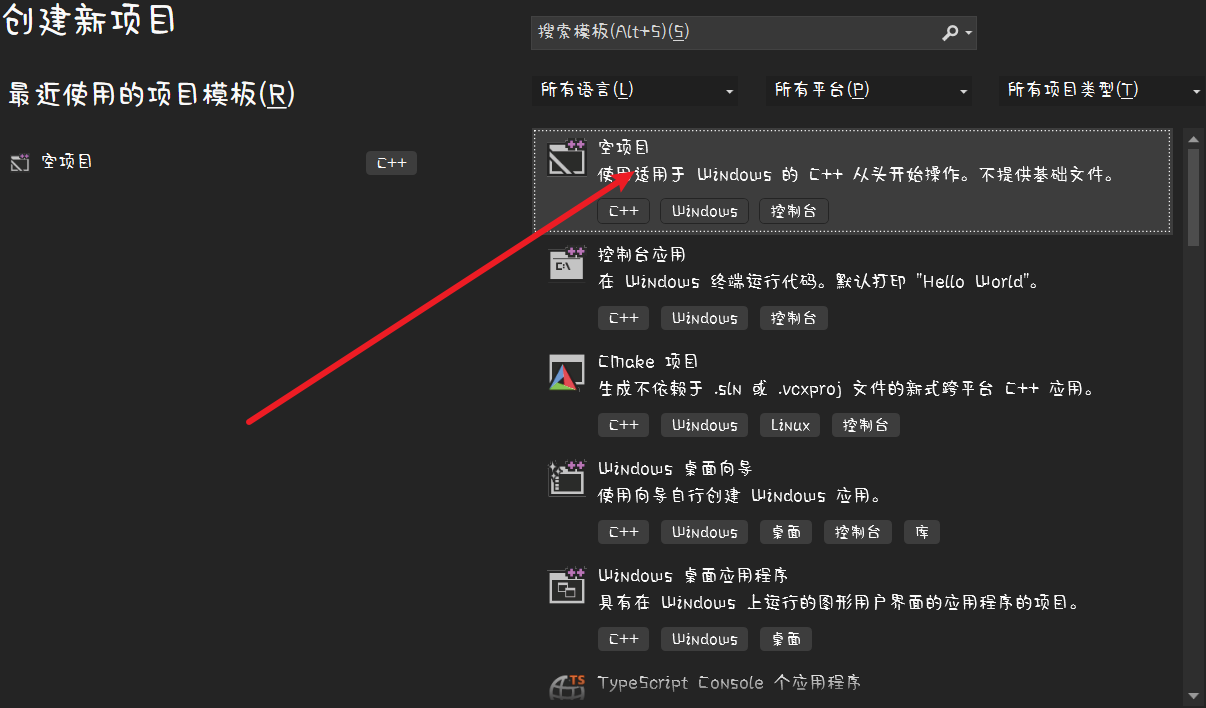 创建新项目
搜索模板(Alt+S)(S)
最近使用的项目模板(R)
所有语言(L)
所有平台(P)
所有项目类型(T)
空项目
C++
空项目
使用适用于 Windows 的 C++ 从头开始操作。不提供基础文件。
C++ Windows 控制台
控制台应用
在 Windows 终端运行代码。默认打印 "Hello World"。
C++ Windows 控制台
CMake 项目
生成不依赖于 .sln 或 .vcxproj 文件的新式跨平台 C++ 应用。
C++ Windows Linux 控制台
Windows 桌面向导
使用向导自行创建 Windows 应用。
C++ Windows 桌面 控制台 库
Windows 桌面应用程序
具有在 Windows 上运行的图形用户界面的应用程序的项目。
C++ Windows 桌面
TS
TypeScript Console 个应用程序